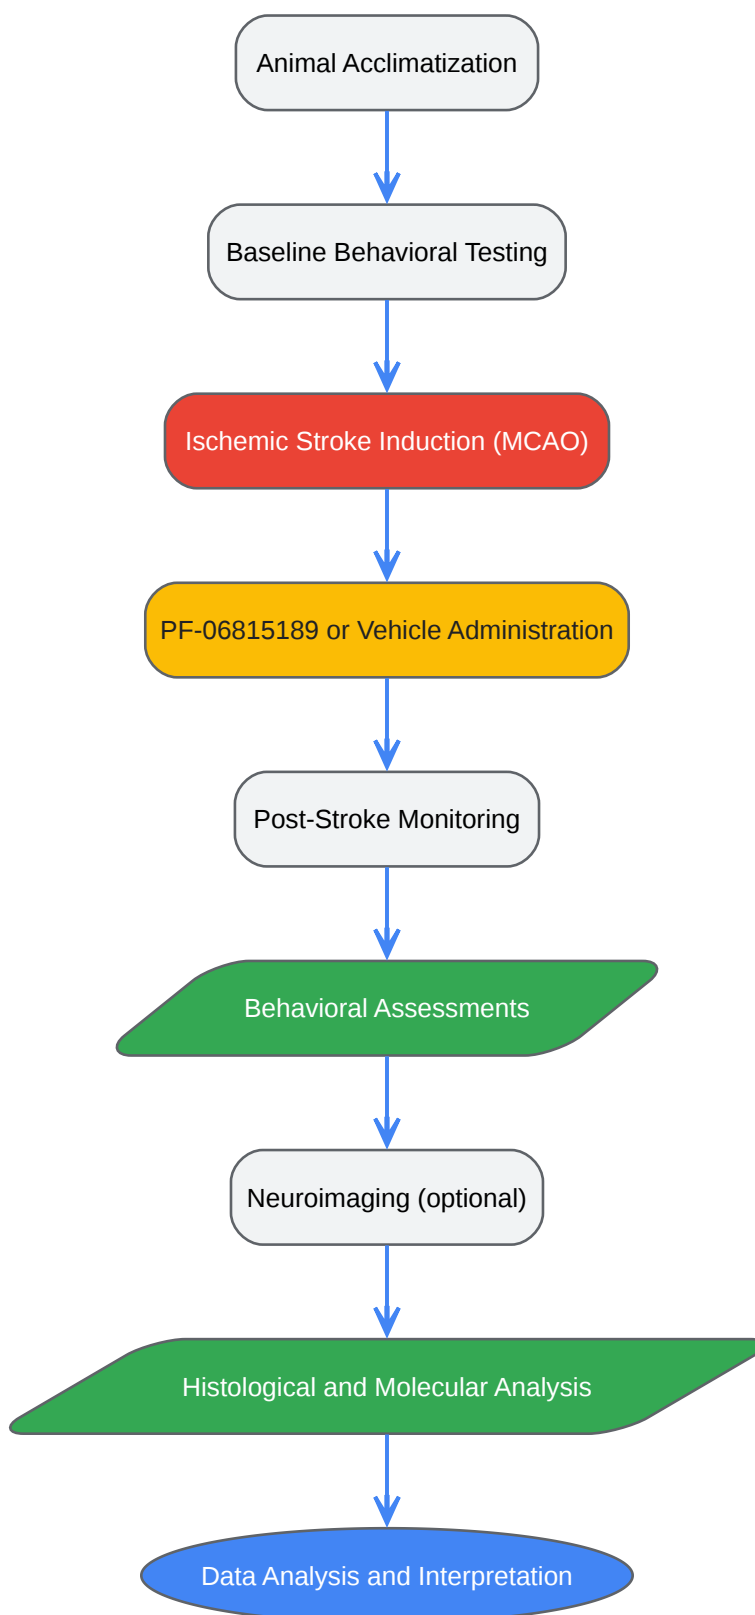 Animal Acclimatization
Baseline Behavioral Testing
Ischemic Stroke Induction (MCAO)
PF-06815189 or Vehicle Administration
Post-Stroke Monitoring
Behavioral Assessments
Neuroimaging (optional)
Histological and Molecular Analysis
Data Analysis and Interpretation